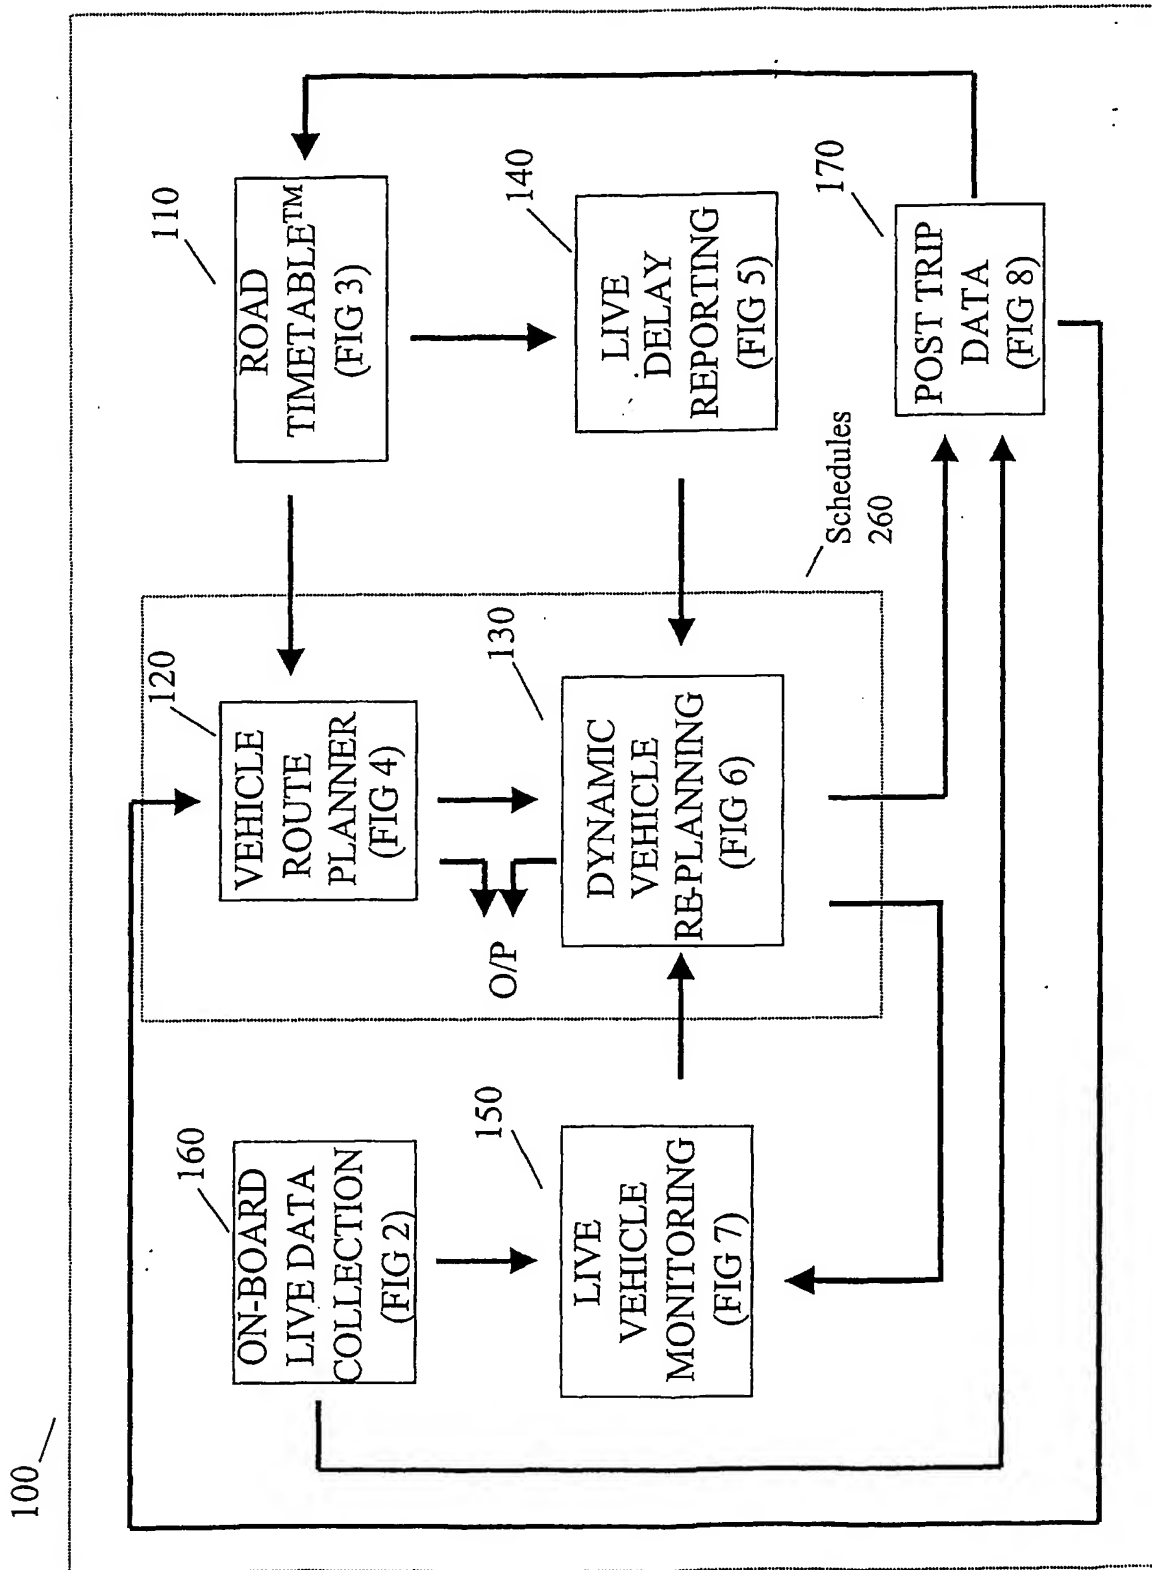 100
160
ON-BOARD
LIVE DATA
COLLECTION
(FIG 2)
120
VEHICLE
ROUTE
PLANNER
(FIG 4)
110
ROAD
TIMETABLE™
(FIG 3)
O/P
150
LIVE
VEHICLE
MONITORING
(FIG 7)
130
DYNAMIC
VEHICLE
RE-PLANNING
(FIG 6)
140
LIVE
DELAY
REPORTING
(FIG 5)
Schedules
260
170
POST TRIP
DATA
(FIG 8)